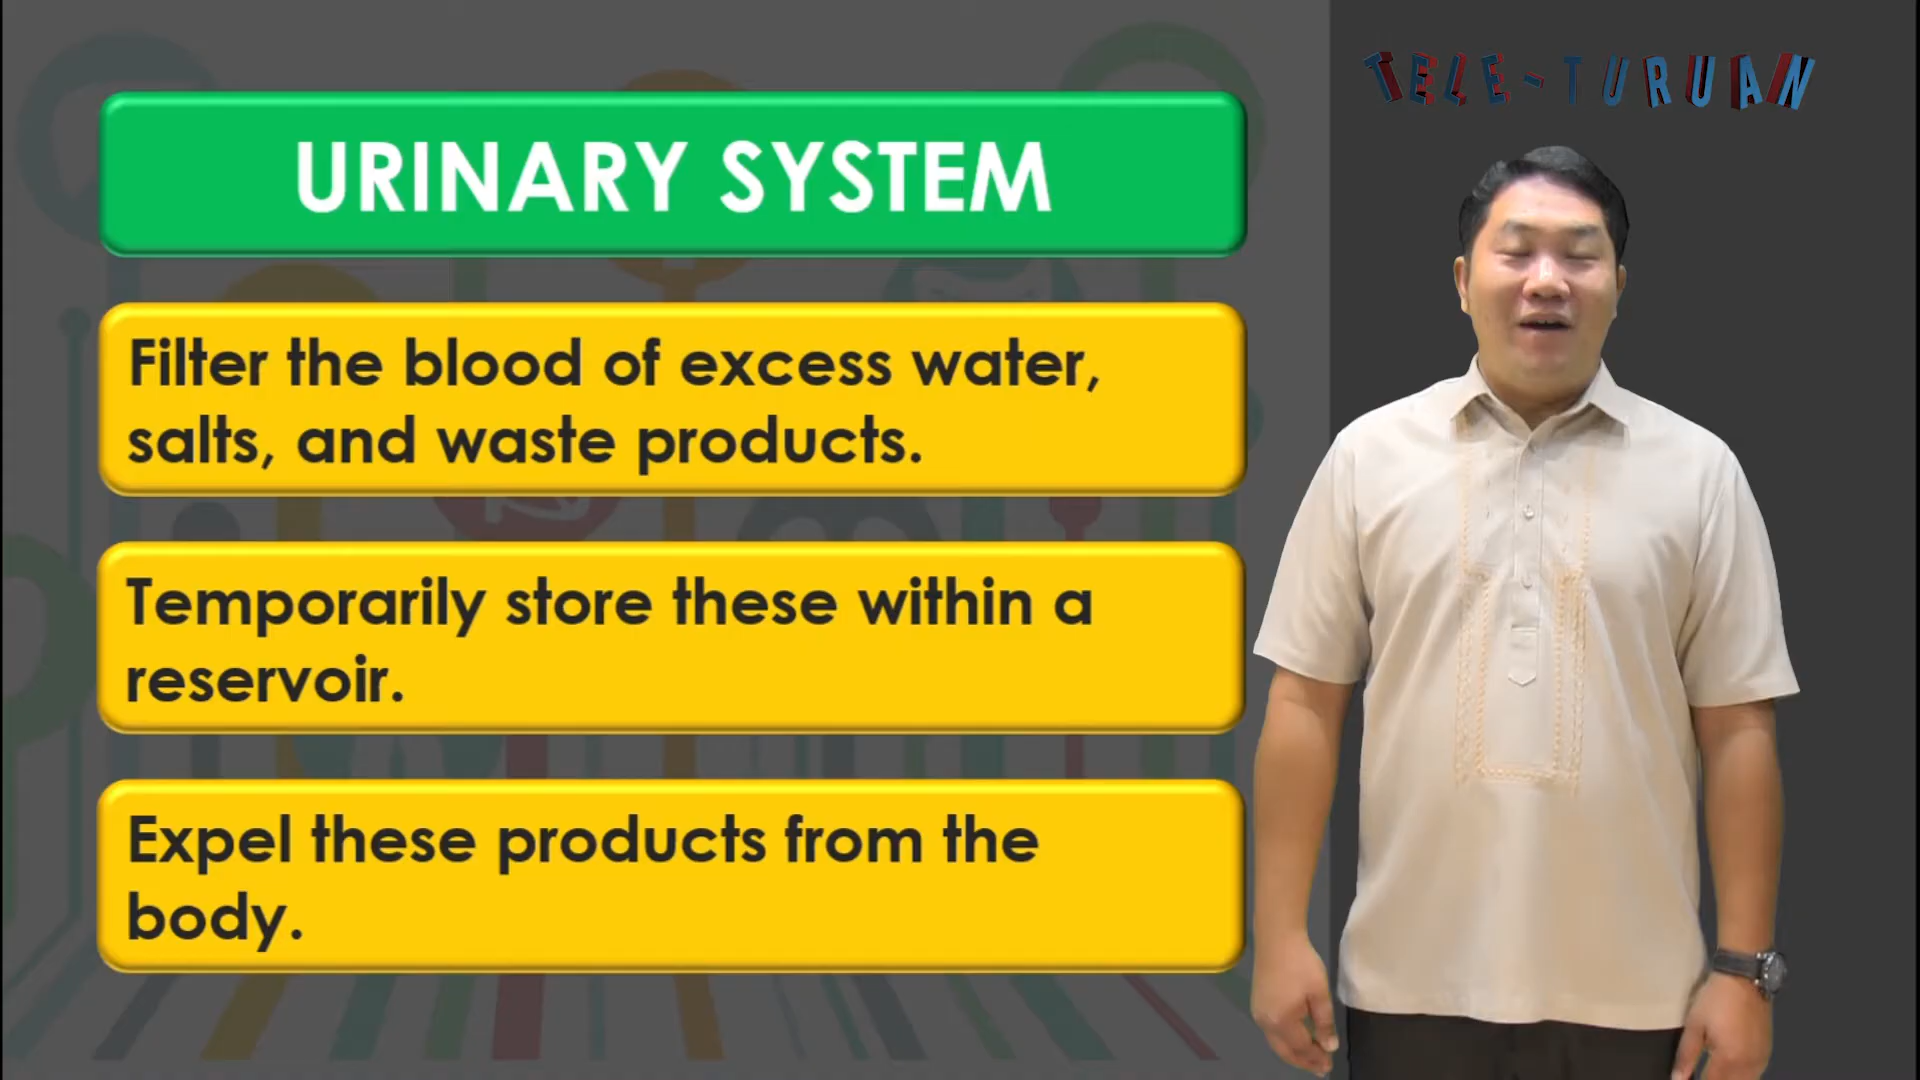 TELE-TURUAN
URINARY SYSTEM
Filter the blood of excess water,
salts, and waste products.
Temporarily store these within a
reservoir.
Expel these products from the
body.